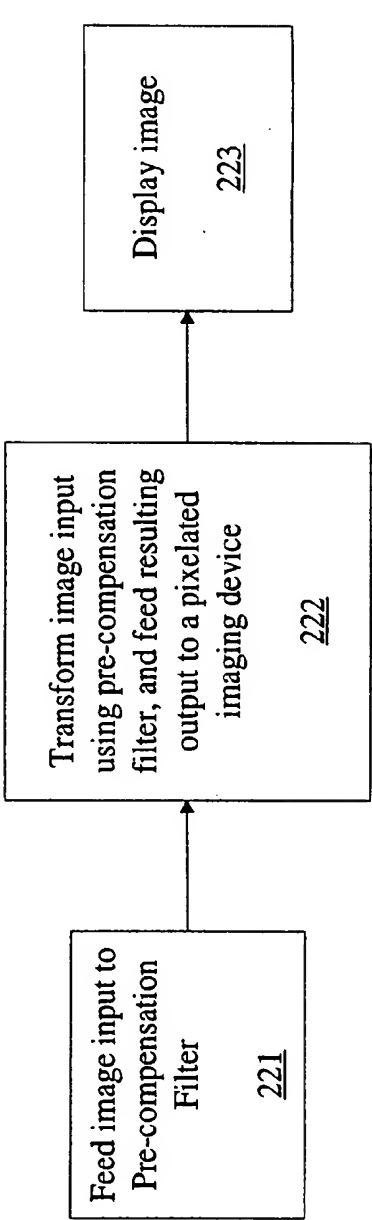 Feed image input to
Pre-compensation
Filter
221
Transform image input
using pre-compensation
filter, and feed resulting
output to a pixelated
imaging device
222
Display image
223